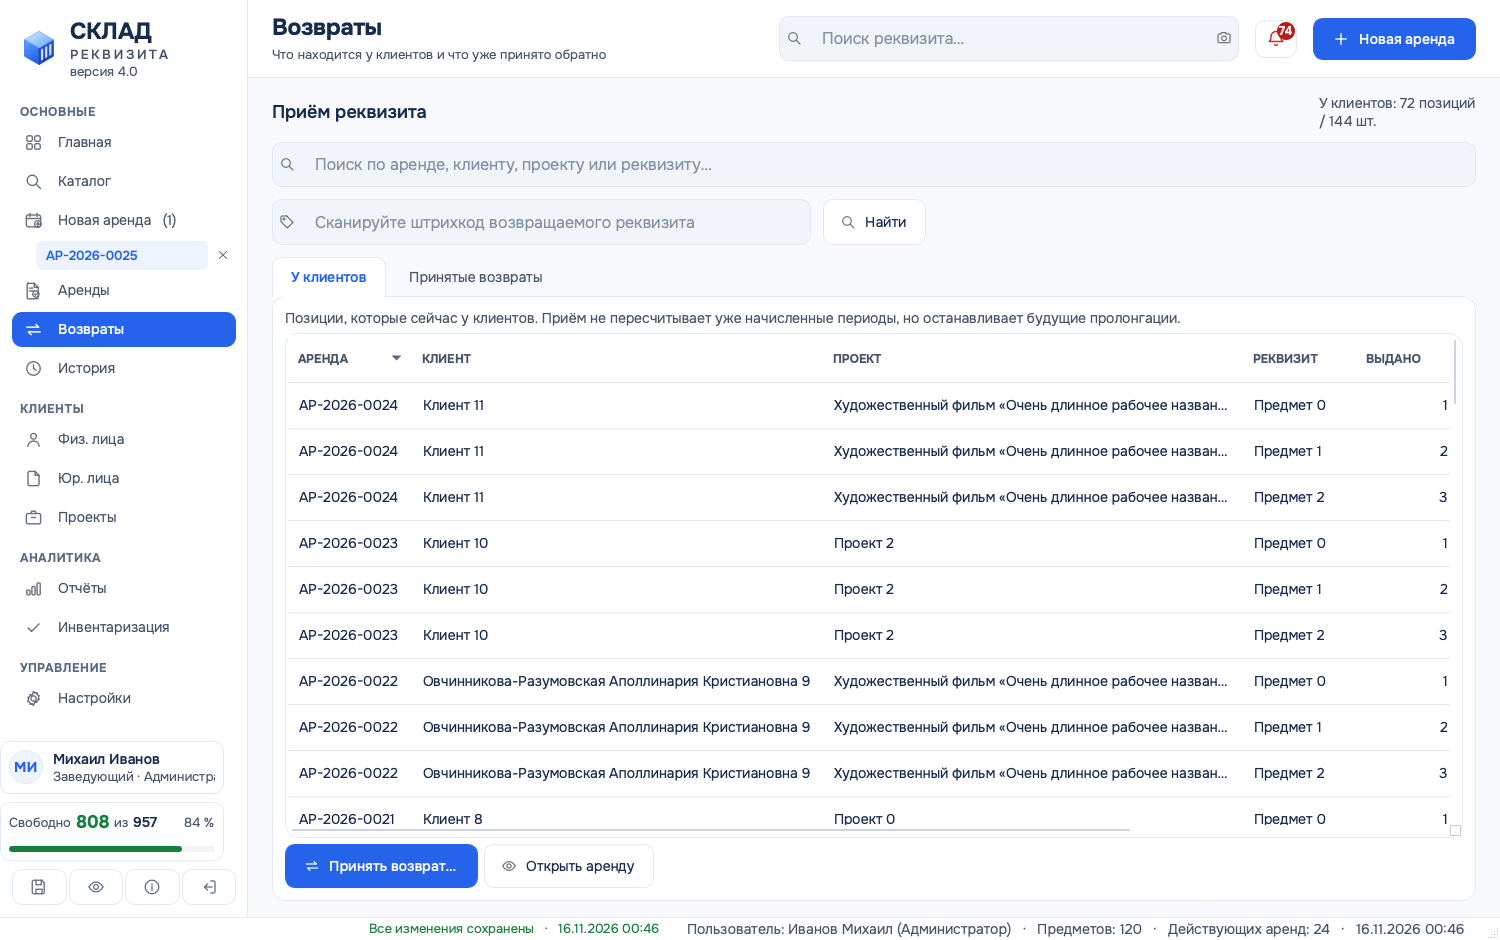 СКЛАД
РЕКВИЗИТА
версия 4.0
ОСНОВНЫЕ
Главная
Каталог
Новая аренда (1)
АР-2026-0025
Аренды
Возвраты
История
КЛИЕНТЫ
Физ. лица
Юр. лица
Проекты
АНАЛИТИКА
Отчёты
Инвентаризация
УПРАВЛЕНИЕ
Настройки
МИ
Михаил Иванов
Заведующий · Администра
Свободно 808 из 957 84 %
Возвраты
Что находится у клиентов и что уже принято обратно
Поиск реквизита...
74
Новая аренда
Приём реквизита
У клиентов: 72 позиций
/ 144 шт.
Поиск по аренде, клиенту, проекту или реквизиту...
Сканируйте штрихкод возвращаемого реквизита
Найти
У клиентов
Принятые возвраты
Позиции, которые сейчас у клиентов. Приём не пересчитывает уже начисленные периоды, но останавливает будущие пролонгации.
АРЕНДА КЛИЕНТ ПРОЕКТ РЕКВИЗИТ ВЫДАНО
АР-2026-0024 Клиент 11 Художественный фильм «Очень длинное рабочее назван... Предмет 0 1
АР-2026-0024 Клиент 11 Художественный фильм «Очень длинное рабочее назван... Предмет 1 2
АР-2026-0024 Клиент 11 Художественный фильм «Очень длинное рабочее назван... Предмет 2 3
АР-2026-0023 Клиент 10 Проект 2 Предмет 0 1
АР-2026-0023 Клиент 10 Проект 2 Предмет 1 2
АР-2026-0023 Клиент 10 Проект 2 Предмет 2 3
АР-2026-0022 Овчинникова-Разумовская Аполлинария Кристиановна 9 Художественный фильм «Очень длинное рабочее назван... Предмет 0 1
АР-2026-0022 Овчинникова-Разумовская Аполлинария Кристиановна 9 Художественный фильм «Очень длинное рабочее назван... Предмет 1 2
АР-2026-0022 Овчинникова-Разумовская Аполлинария Кристиановна 9 Художественный фильм «Очень длинное рабочее назван... Предмет 2 3
АР-2026-0021 Клиент 8 Проект 0 Предмет 0 1
Принять возврат...
Открыть аренду
Все изменения сохранены · 16.11.2026 00:46 Пользователь: Иванов Михаил (Администратор) · Предметов: 120 · Действующих аренд: 24 · 16.11.2026 00:46